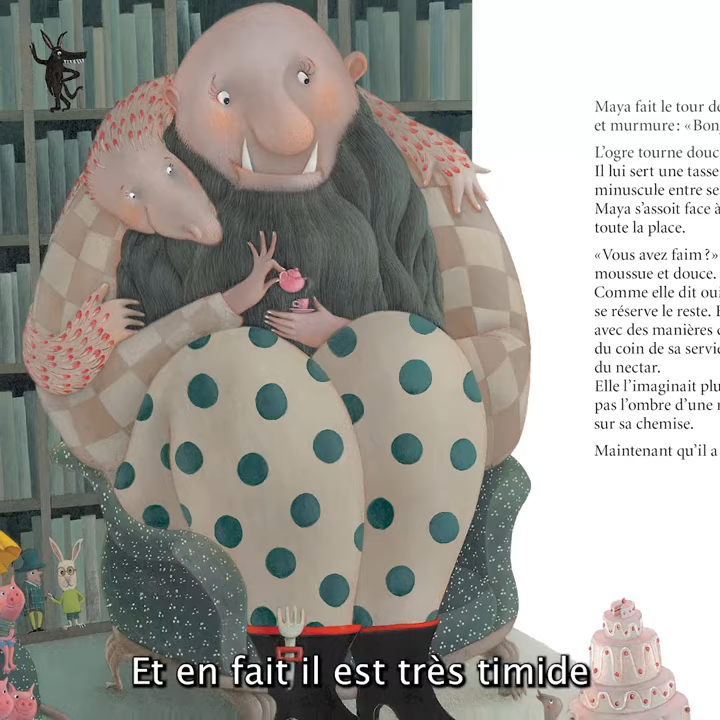 Maya fait le tour de
et murmure : « Bon
L'ogre tourne douc
Il lui sert une tasse
minuscule entre se
Maya s'assoit face à
toute la place.
« Vous avez faim ? »
moussue et douce.
Comme elle dit oui
se réserve le reste.
avec des manières
du coin de sa servie
du nectar.
Elle l'imaginait plu
pas l'ombre d'une
sur sa chemise.
Maintenant qu'il a
Et en fait il est très timide